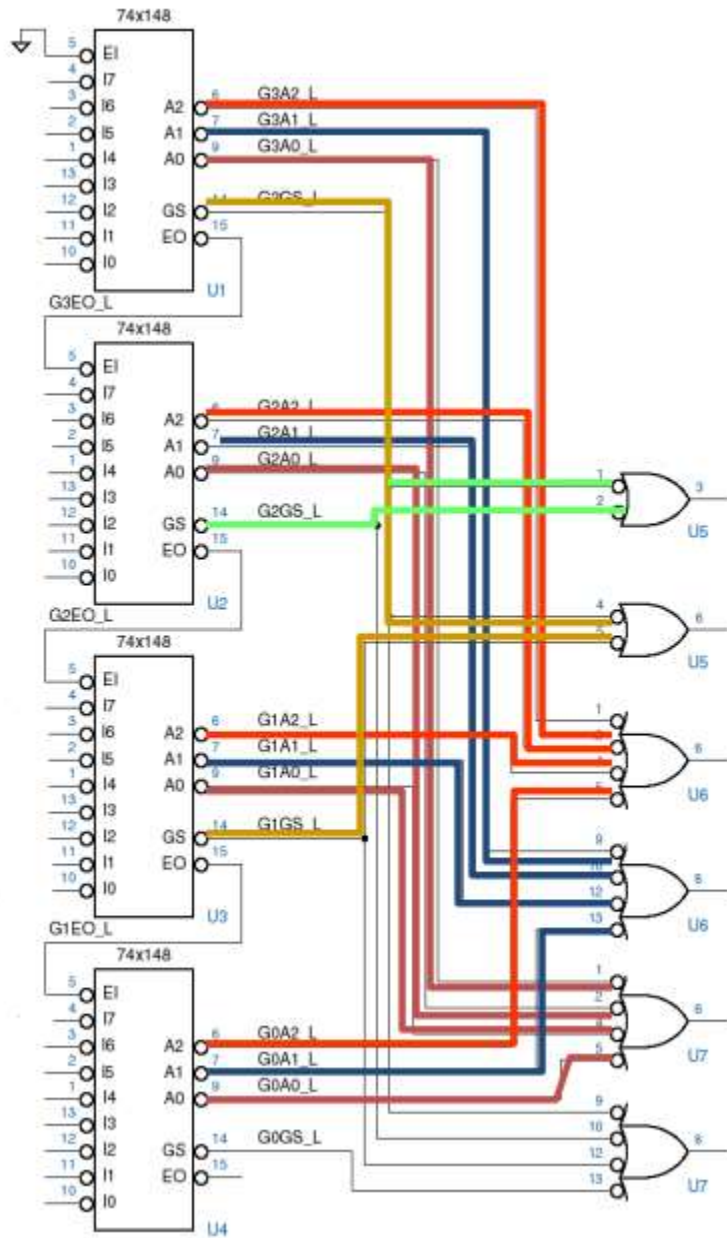 74x148
5 EI
4 I7
3 I6 A2 6 G3A2_L
2 I5 A1 7 G3A1_L
1 I4 A0 9 G3A0_L
13 I3
12 I2 GS G2GS_L
11 I1 EO 15
10 I0
U1
G3EO_L
74x148
5 EI
4 I7
3 I6 A2 6 G2A2_L
2 I5 A1 7 G2A1_L
1 I4 A0 9 G2A0_L
13 I3
12 I2 GS 14 G2GS_L
11 I1 EO 15
10 I0
U2
G2EO_L
74x148
5 EI
4 I7
3 I6 A2 6 G1A2_L
2 I5 A1 7 G1A1_L
1 I4 A0 9 G1A0_L
13 I3
12 I2 GS 14 G1GS_L
11 I1 EO 15
10 I0
U3
G1EO_L
74x148
5 EI
4 I7
3 I6 A2 6 G0A2_L
2 I5 A1 7 G0A1_L
1 I4 A0 9 G0A0_L
13 I3
12 I2 GS 14 G0GS_L
11 I1 EO 15
10 I0
U4
1
2
3
U5
4
6
U5
1
6
U6
9
10
12
13
8
U6
1
2
4
5
6
U7
9
10
12
13
8
U7